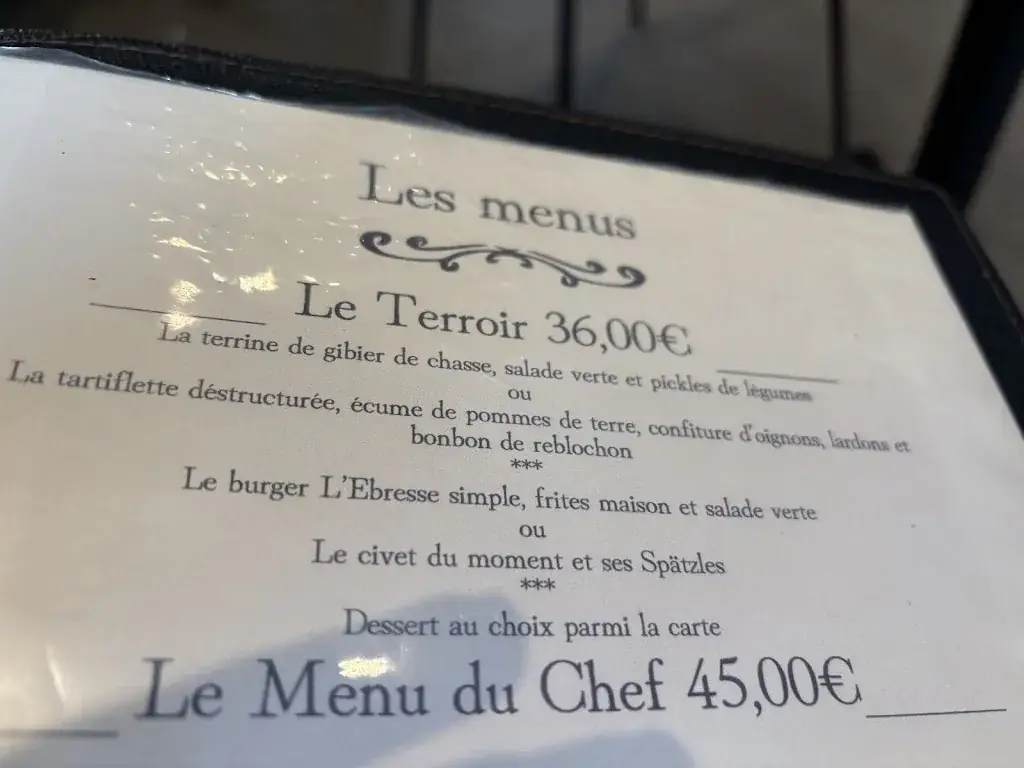 Les menus
Le Terroir 36,00€
La terrine de gibier de chasse, salade verte et pickles de légumes
ou
La tartiflette déstructurée, écume de pommes de terre, confiture d'oignons, lardons et
bonbon de reblochon
***
Le burger L'Ebresse simple, frites maison et salade verte
ou
Le civet du moment et ses Spätzles
***
Dessert au choix parmi la carte
Le Menu du Chef 45,00€